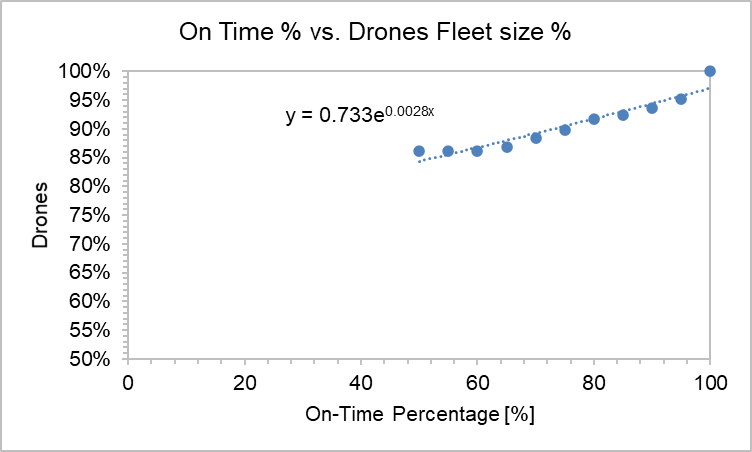 On Time % vs. Drones Fleet size %
100%
95%
90%
85%
80%
75%
70%
65%
60%
55%
50%
Drones
y = 0.733e0.0028x
0 20 40 60 80 100
On-Time Percentage [%]